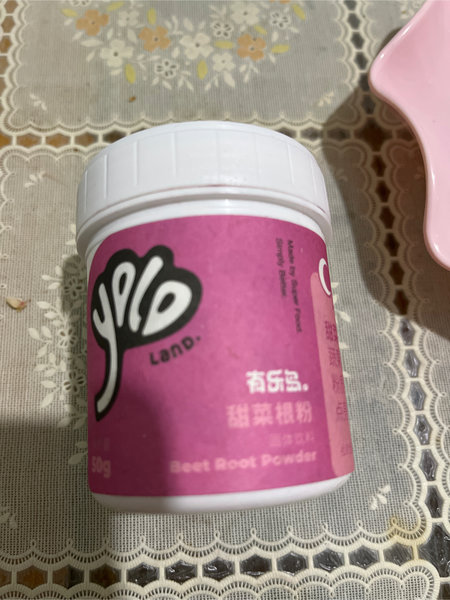 Made by Super Food.
Simply Better.
YOLO
LAND.
有乐岛。
甜菜根粉
固体饮料
50g
Beet Root Powder